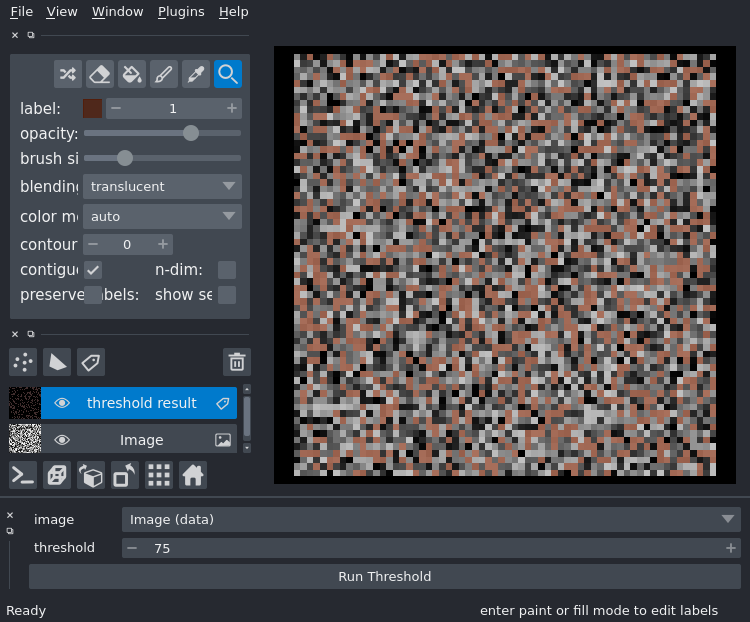 File View Window Plugins Help
label: 1
opacity:
brush si
blending translucent
color m auto
contour 0
contigu n-dim:
preserve abels: show se
threshold result
Image
image Image (data)
threshold 75
Run Threshold
Ready enter paint or fill mode to edit labels